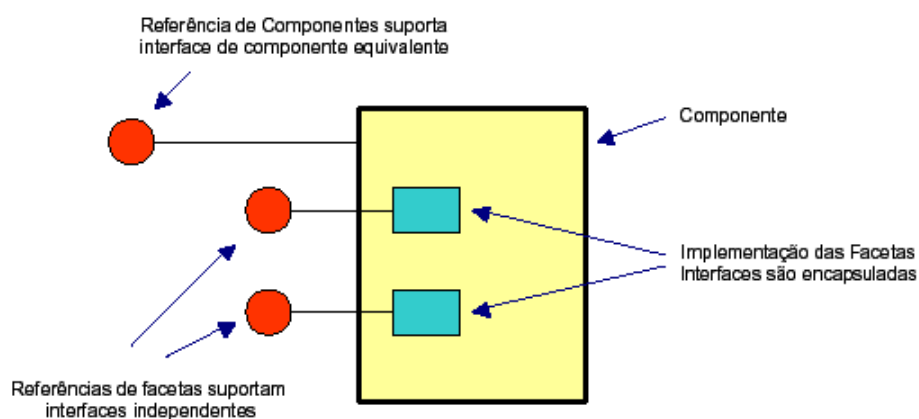 Referência de Componentes suporta
interface de componente equivalente
Componente
Implementação das Facetas
Interfaces são encapsuladas
Referências de facetas suportam
interfaces independentes